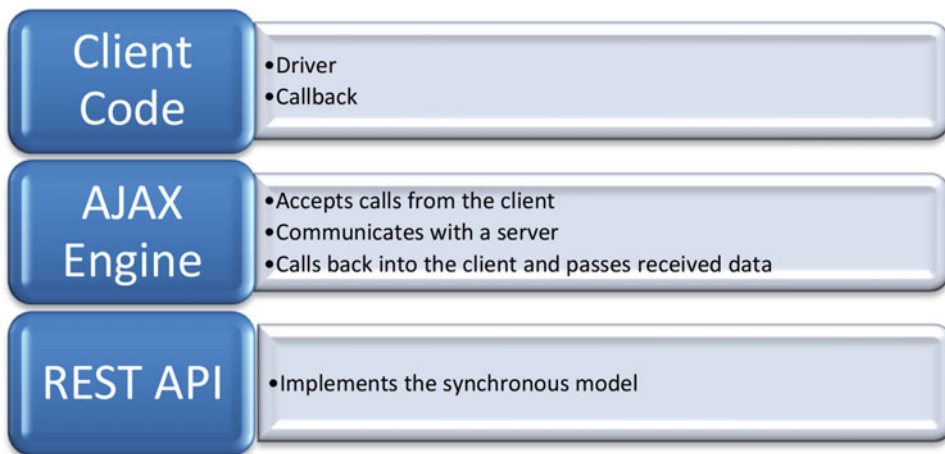 Client
Code
•Driver
•Callback
AJAX
Engine
•Accepts calls from the client
•Communicates with a server
•Calls back into the client and passes received data
REST API
•Implements the synchronous model